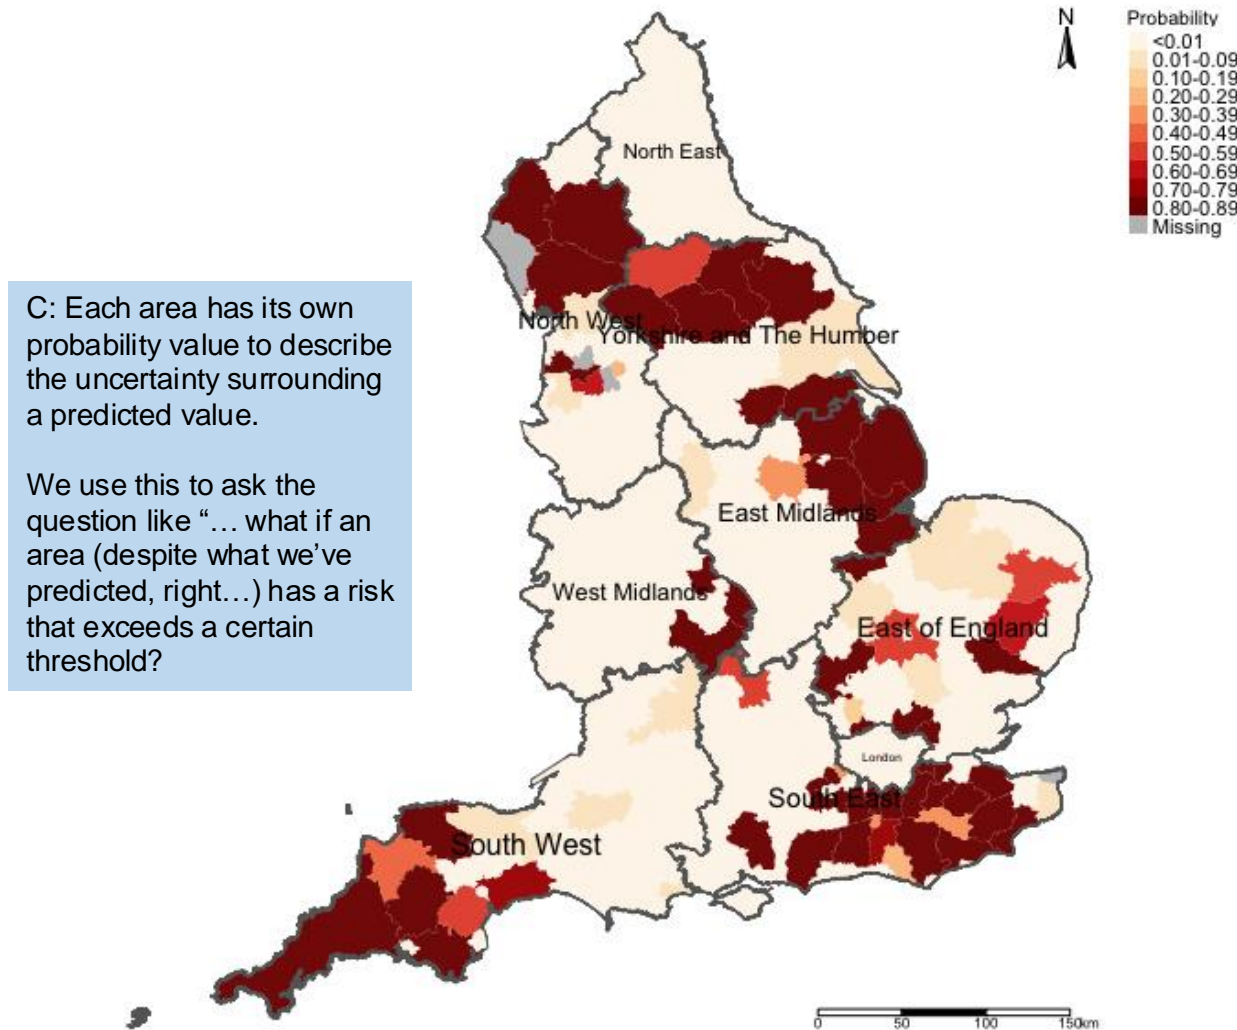 N
Probability
<0.01
0.01-0.09
0.10-0.19
0.20-0.29
0.30-0.39
0.40-0.49
0.50-0.59
0.60-0.69
0.70-0.79
0.80-0.89
Missing
North East
C: Each area has its own
probability value to describe
the uncertainty surrounding
a predicted value.
We use this to ask the
question like “… what if an
area (despite what we’ve
predicted, right…) has a risk
that exceeds a certain
threshold?
North West
Yorkshire and The Humber
East Midlands
West Midlands
East of England
London
South East
South West
0 50 100 150km